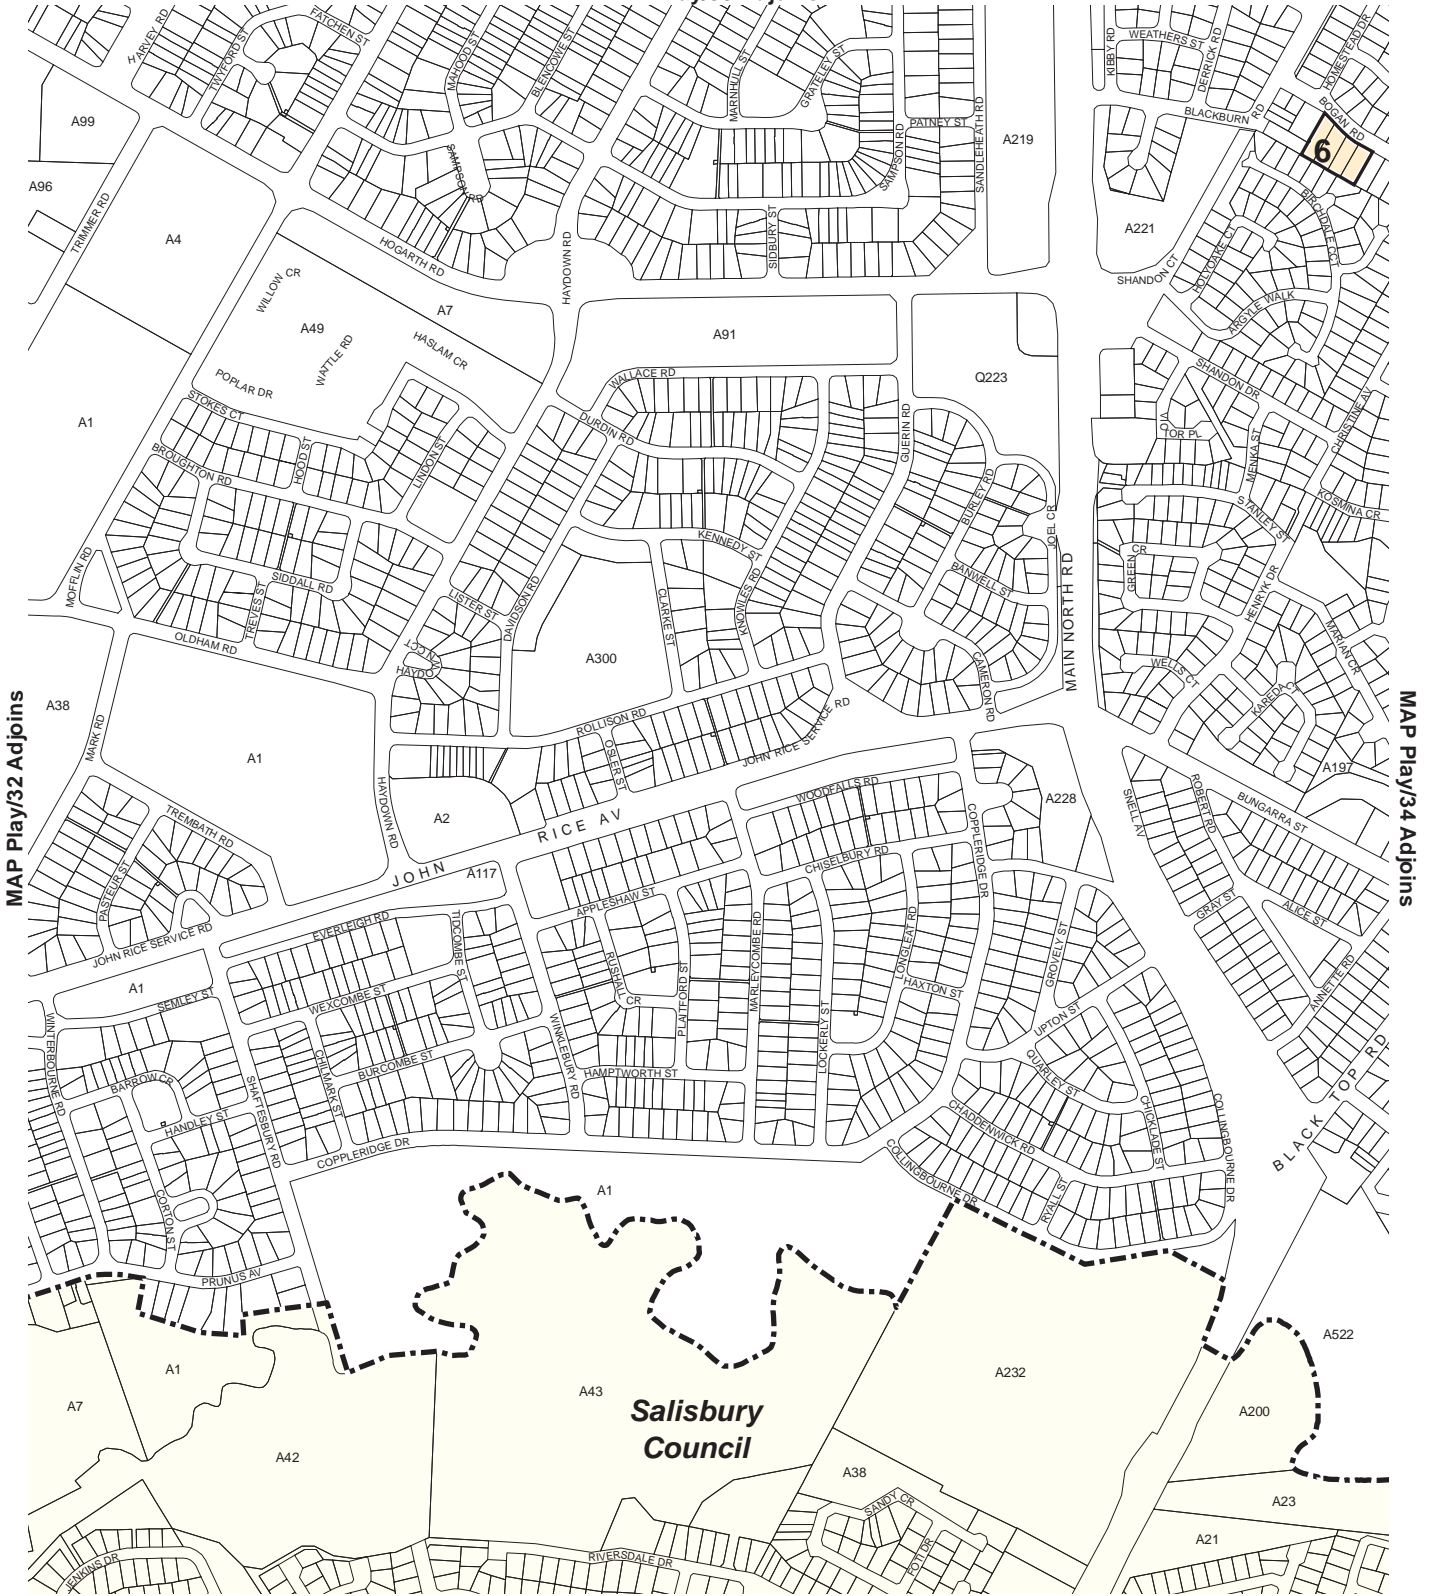 HARVEY RD
TWYFORD ST
FATCHEN ST
MAHOOD ST
BLENCOWE ST
MARNHULL ST
GRATELEY ST
SAMPSON RD
PATNEY ST
SANDLEHEATH RD
A219
KIBBY RD
WEATHERS ST
DERRICK RD
HOMESTEAD DR
BLACKBURN RD
BOGAN RD
6
A99
A96
TRIMMER RD
A4
SAMPSON RD
HOGARTH RD
HAYDOWN RD
SIDBURY ST
A221
BIRCHDALE CCT
HOLYOAKE CT
SHANDON CT
ARGYLE WALK
WILLOW CR
A7
A49
WATTLE RD
HASLAM CR
POPLAR DR
A91
Q223
SHANDON DR
CHRISTINE AV
STOKES CT
WALLACE RD
DURDIN RD
GUERIN RD
A1
BROUGHTON RD
HOOD ST
LINDON ST
BURLEY RD
JOEL CR
TOR PL
MENKA ST
STANLEY ST
KOSMINA CR
KENNEDY ST
MOFFLIN RD
SIDDALL RD
TREVES ST
LISTER ST
DAVIDSON RD
CLARKE ST
KNOWLES RD
BANWELL ST
MAIN NORTH RD
GREEN CR
HENRYK DR
MARIAN CR
OLDHAM RD
HAYDOWN CCT
A300
CAMERON RD
WELLS CT
KAREDA CT
A38
MARK RD
A1
ROLLISON RD
OSLER ST
JOHN RICE SERVICE RD
A197
MAP Play/32 Adjoins
MAP Play/34 Adjoins
HAYDOWN RD
A2
WOODFALLS RD
A228
SNELL AV
ROBERT RD
BUNGARRA ST
TREMBATH RD
JOHN RICE AV
A117
CHISELBURY RD
COPPLERIDGE DR
PASTEUR ST
APPLESHAW ST
GRAY ST
ALICE ST
JOHN RICE SERVICE RD
EVERLEIGH RD
TIDCOMBE ST
RUSHALL CR
PLAITFORD ST
MARLEYCOMBE RD
LONGLEAT RD
GROVELY ST
ANNETTE RD
A1
SEMLEY ST
WEXCOMBE ST
HAXTON ST
WINTERBOURNE RD
CHILMARK ST
BURCOMBE ST
WINKLEBURY RD
LOCKERLY ST
UPTON ST
QUARLEY ST
BARROW CR
HANDLEY ST
SHAFTESBURY RD
HAMPTWORTH ST
CHADDENWICK RD
CHICKLADE ST
COLLINGBOURNE DR
BLACK TOP RD
COPPLERIDGE DR
COLLINGBOURNE DR
RYALL ST
CORTON ST
A1
PRUNUS AV
A522
A1
A7
A42
A43
Salisbury
Council
A232
A200
A38
SANDY CR
FOTI DR
A23
A21
JENKINS DR
RIVERSDALE DR